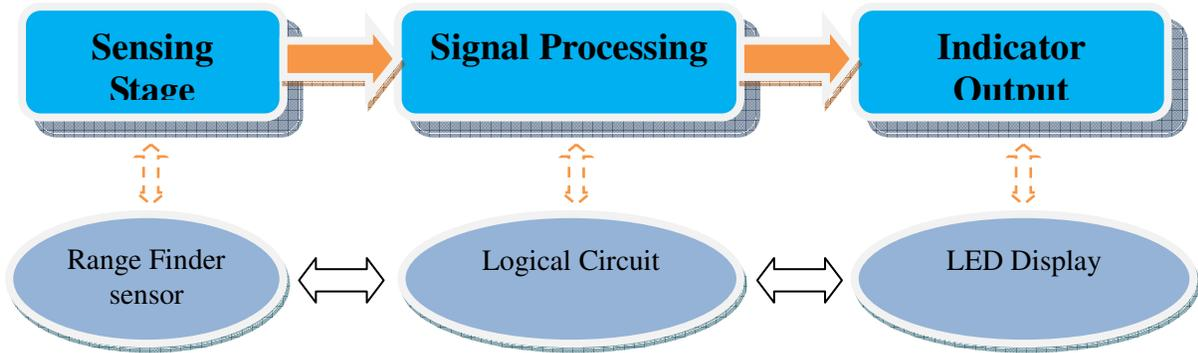 Sensing
Stage
Signal Processing
Indicator
Output
Range Finder
sensor
Logical Circuit
LED Display